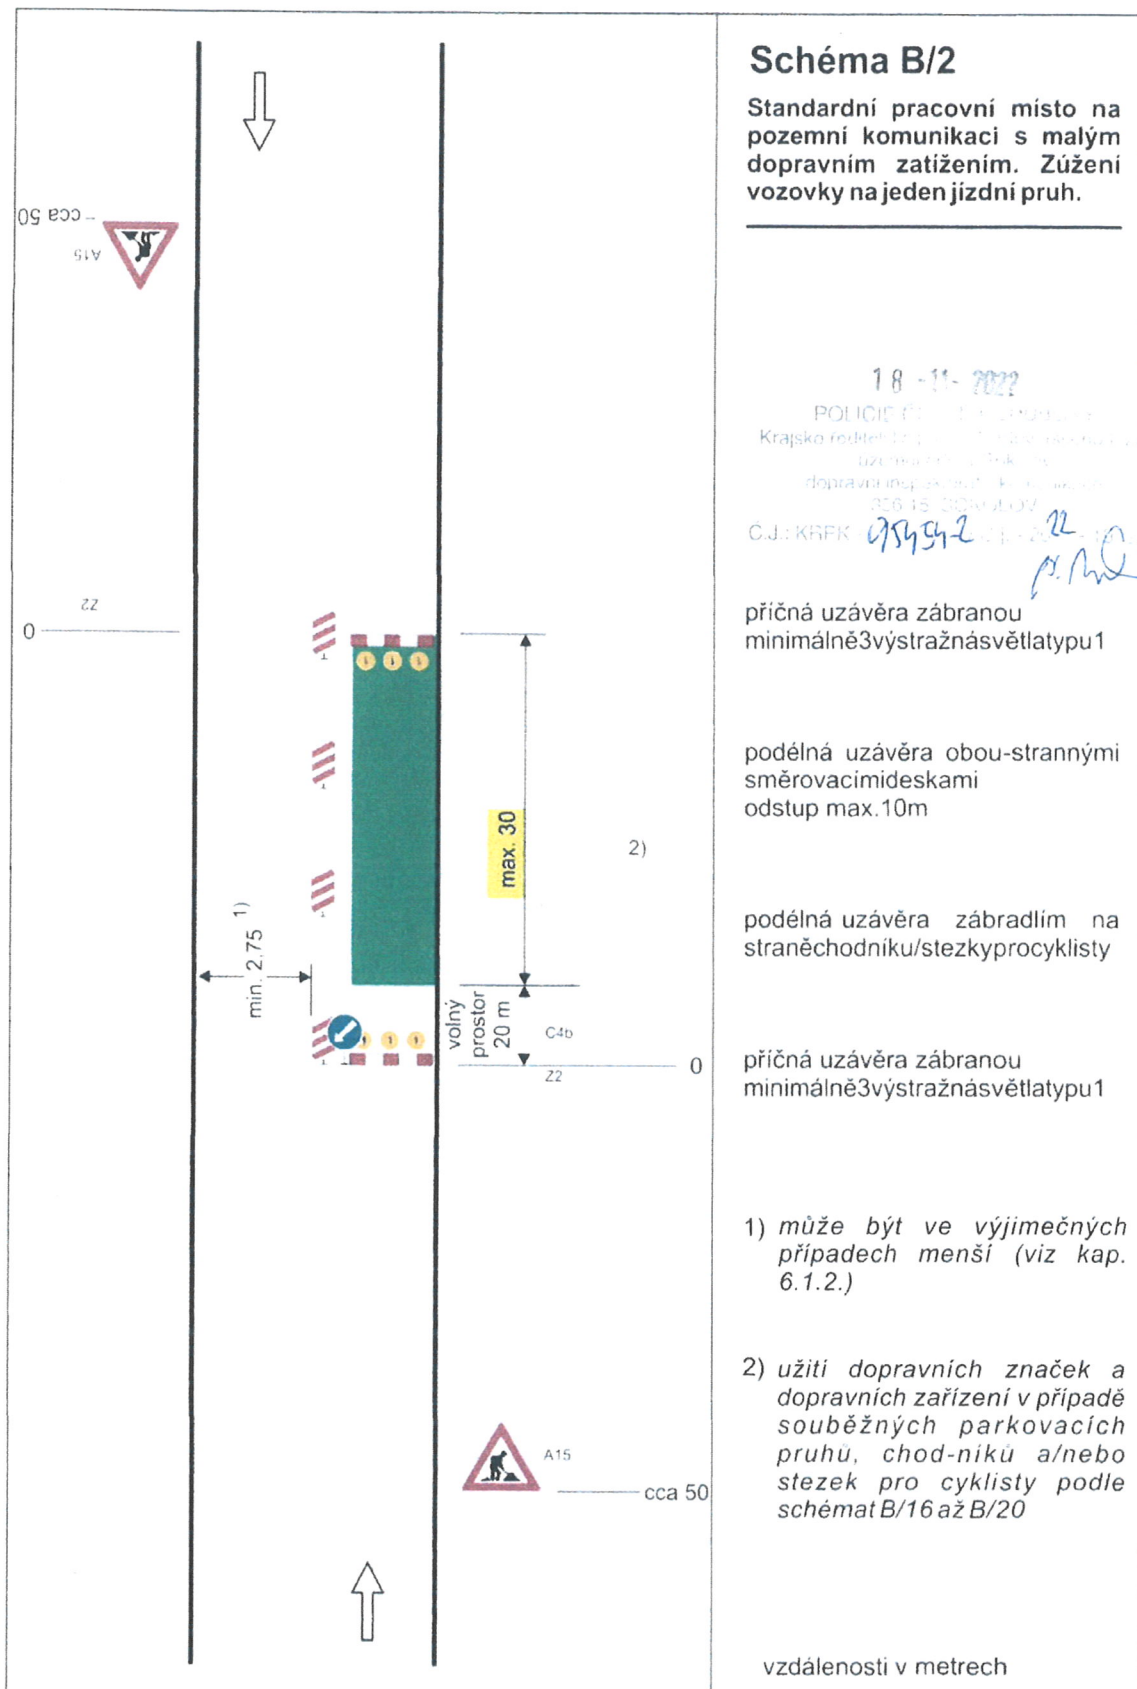 Schéma B/2
Standardní pracovní místo na
pozemní komunikaci s malým
dopravním zatížením. Zúžení
vozovky na jeden jízdní pruh.
cca 50
A15
18 -11- 2022
POLICIE
Krajské
dopravní
Č.J.: KRPK
22
příčná uzávěra zábranou
minimálně3výstražnásvětlatypu1
Z2
0
podélná uzávěra obou-strannými
směrovacímideskami
odstup max.10m
max. 30
2)
podélná uzávěra zábradlím na
straněchodníku/stezkyprocyklisty
min. 2,75 1)
volný
prostor
20 m
C4b
Z2
0
příčná uzávěra zábranou
minimálně3výstražnásvětlatypu1
1) může být ve výjimečných
případech menší (viz kap.
6.1.2.)
2) užití dopravních značek a
dopravních zařízení v případě
souběžných parkovacích
pruhů, chod-níků a/nebo
stezek pro cyklisty podle
schémat B/16 až B/20
A15
cca 50
vzdálenosti v metrech